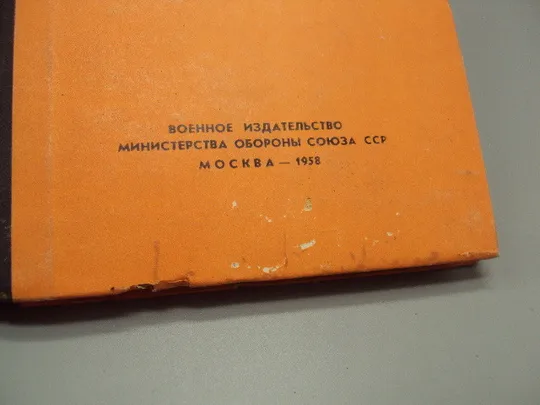 ВОЕННОЕ ИЗДАТЕЛЬСТВО
МИНИСТЕРСТВА ОБОРОНЫ СОЮЗА ССР
МОСКВА — 1958